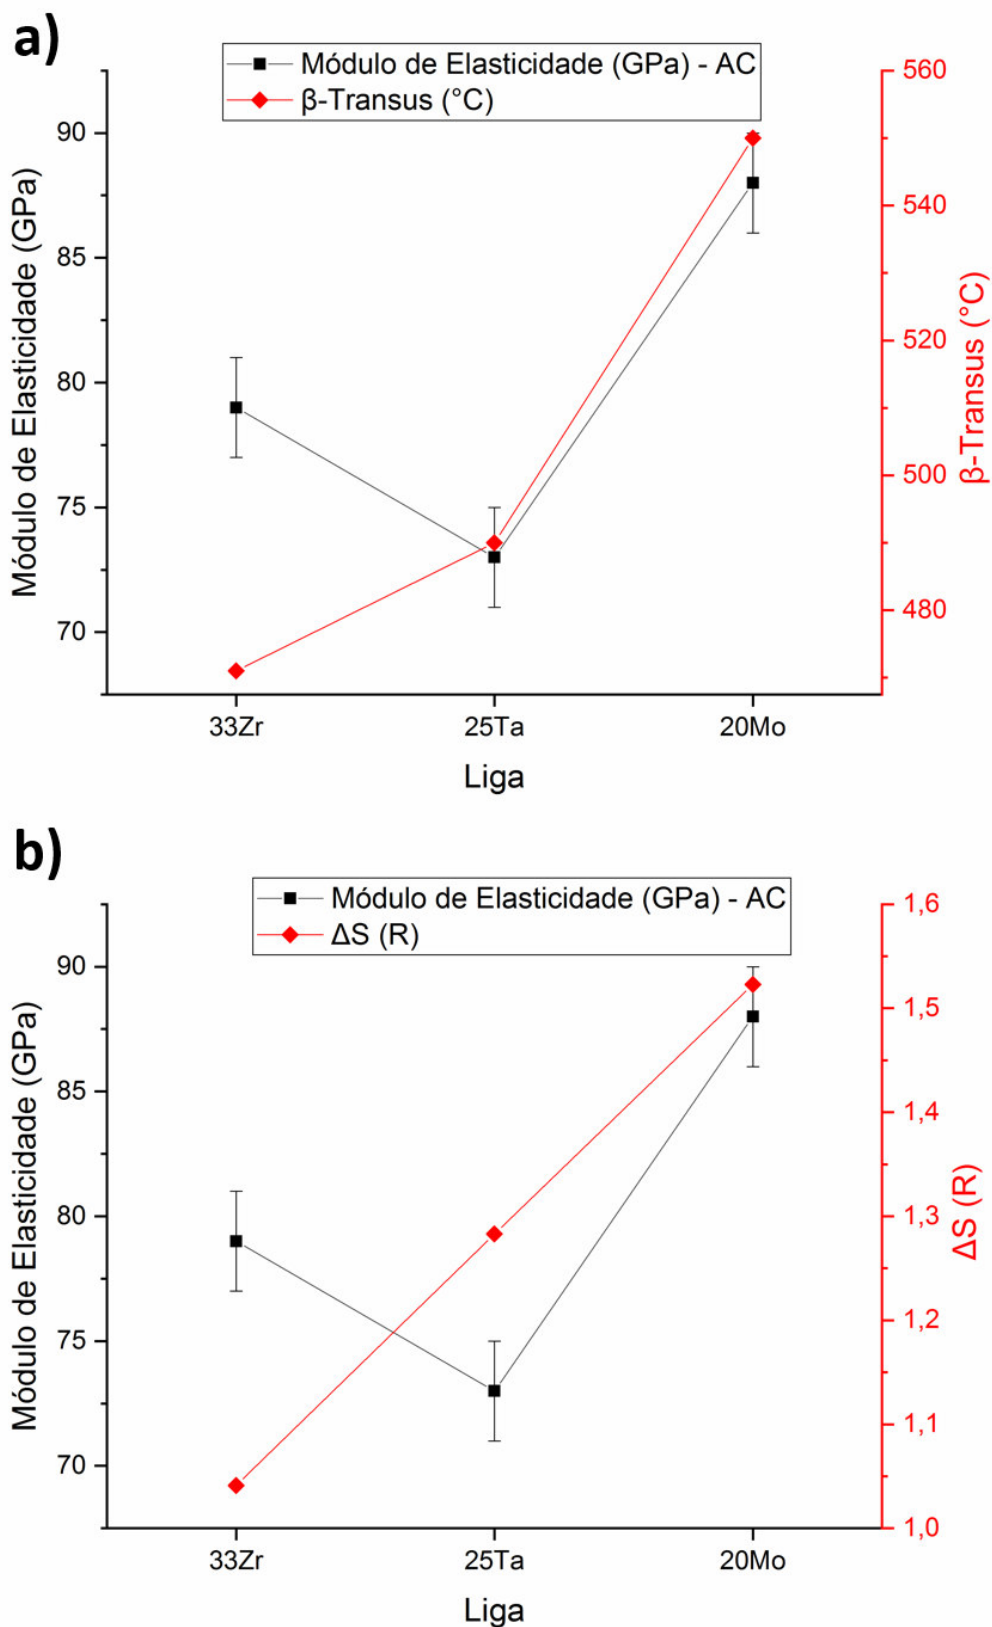 a)
Módulo de Elasticidade (GPa) - AC
β-Transus (°C)
Módulo de Elasticidade (GPa)
90
85
80
75
70
560
540
520
500
480
β-Transus (°C)
33Zr
25Ta
20Mo
Liga
b)
Módulo de Elasticidade (GPa) - AC
ΔS (R)
Módulo de Elasticidade (GPa)
90
85
80
75
70
1,6
1,5
1,4
1,3
1,2
1,1
1,0
ΔS (R)
33Zr
25Ta
20Mo
Liga